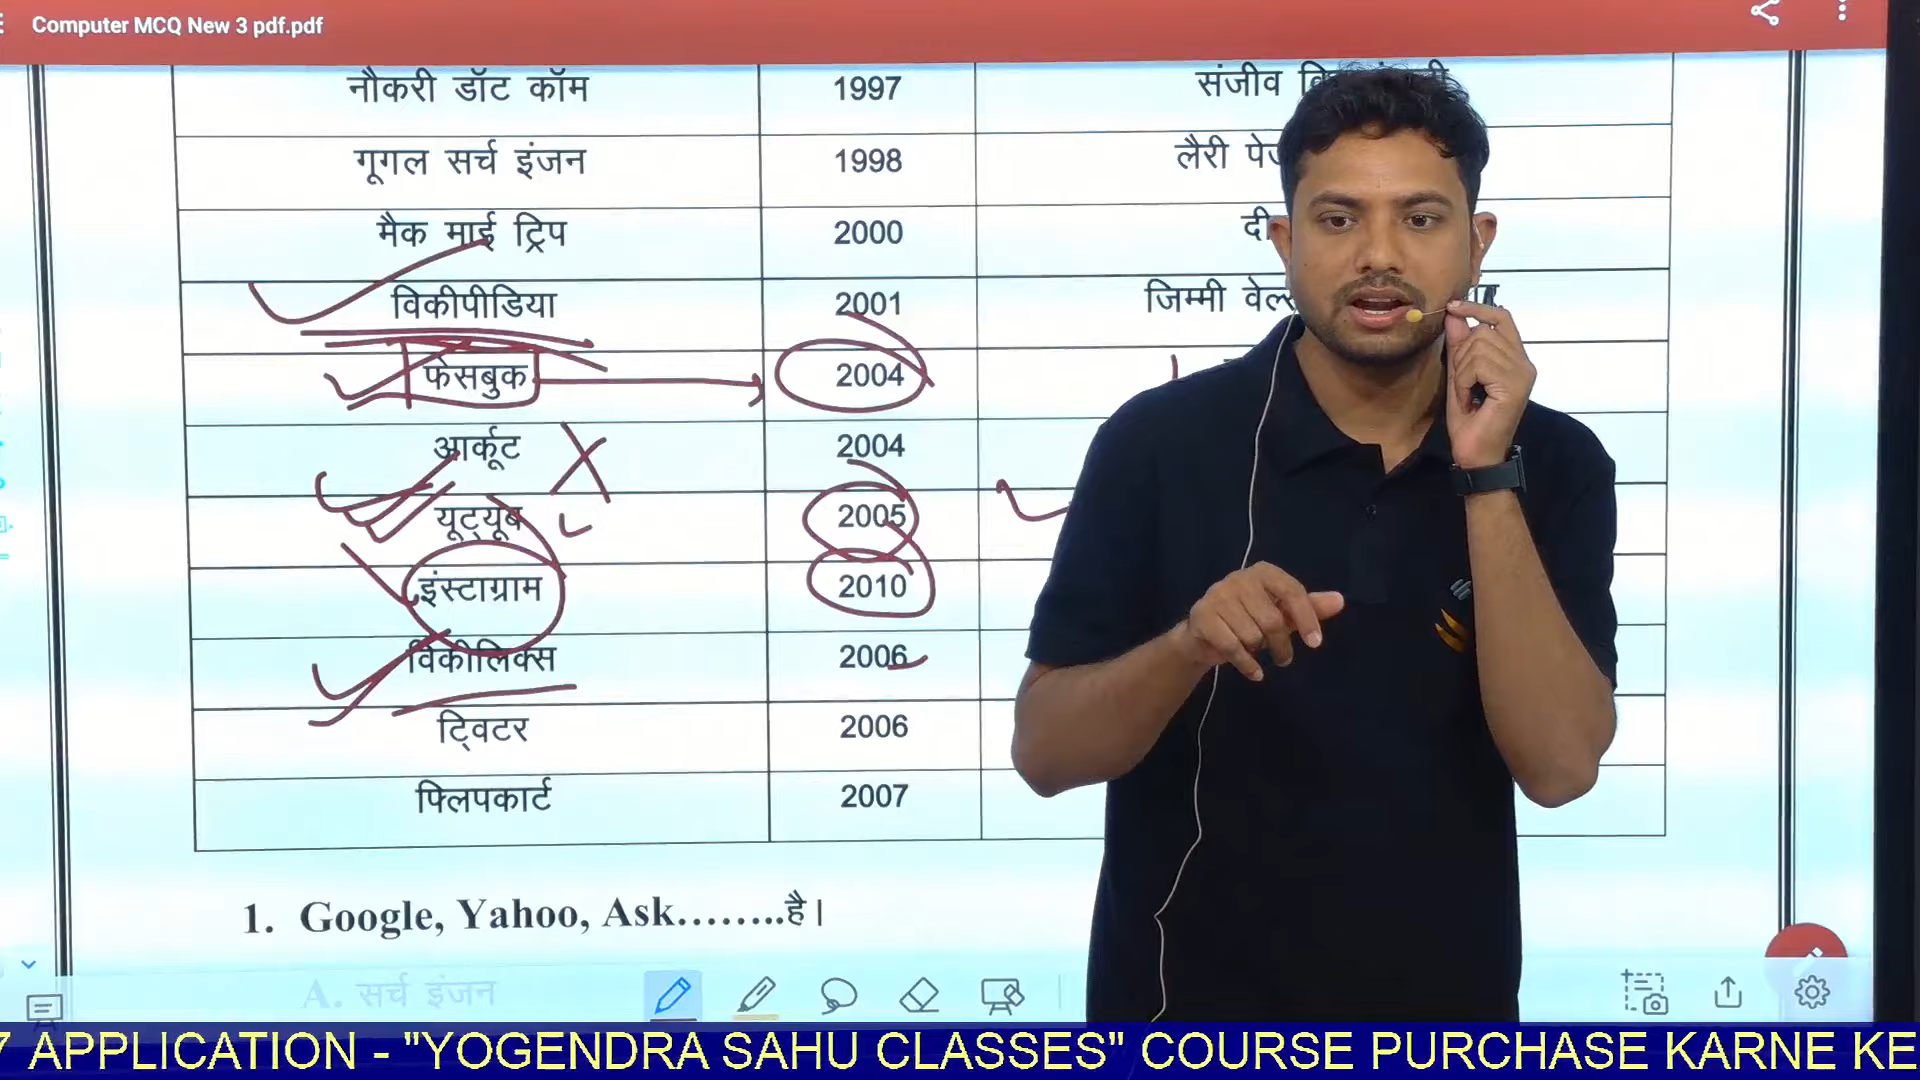 Computer MCQ New 3 pdf.pdf
नौकरी डॉट कॉम 1997 संजीव
गूगल सर्च इंजन 1998 लैरी
मैक माई ट्रिप 2000
विकीपीडिया 2001 जिम्मी
फेसबुक 2004
आर्कूट 2004
यूट्यूब 2005
इंस्टाग्राम 2010
विकीलिक्स 2006
ट्विटर 2006
फ्लिपकार्ट 2007
1. Google, Yahoo, Ask........है।
A. सर्च इंजन
7 APPLICATION - "YOGENDRA SAHU CLASSES" COURSE PURCHASE KARNE KE